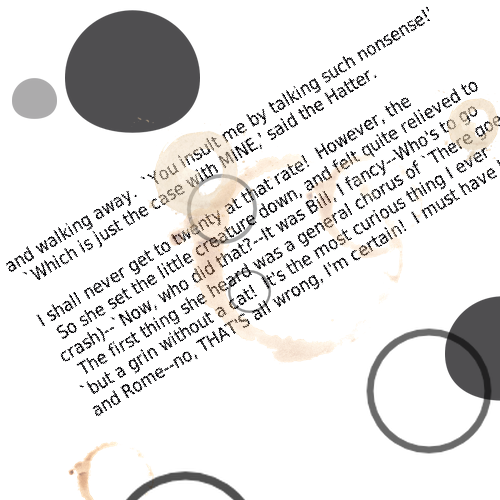 and walking away. `You insult me by talking such nonsense!'
`Which is just the case with MINE,' said the Hatter.
I shall never get to twenty at that rate! However, the
So she set the little creature down, and felt quite relieved to
crash)--`Now, who did that?--It was Bill, I fancy--Who's to go
The first thing she heard was a general chorus of `There goe
`but a grin without a cat! It's the most curious thing I ever
and Rome--no, THAT'S all wrong, I'm certain! I must have